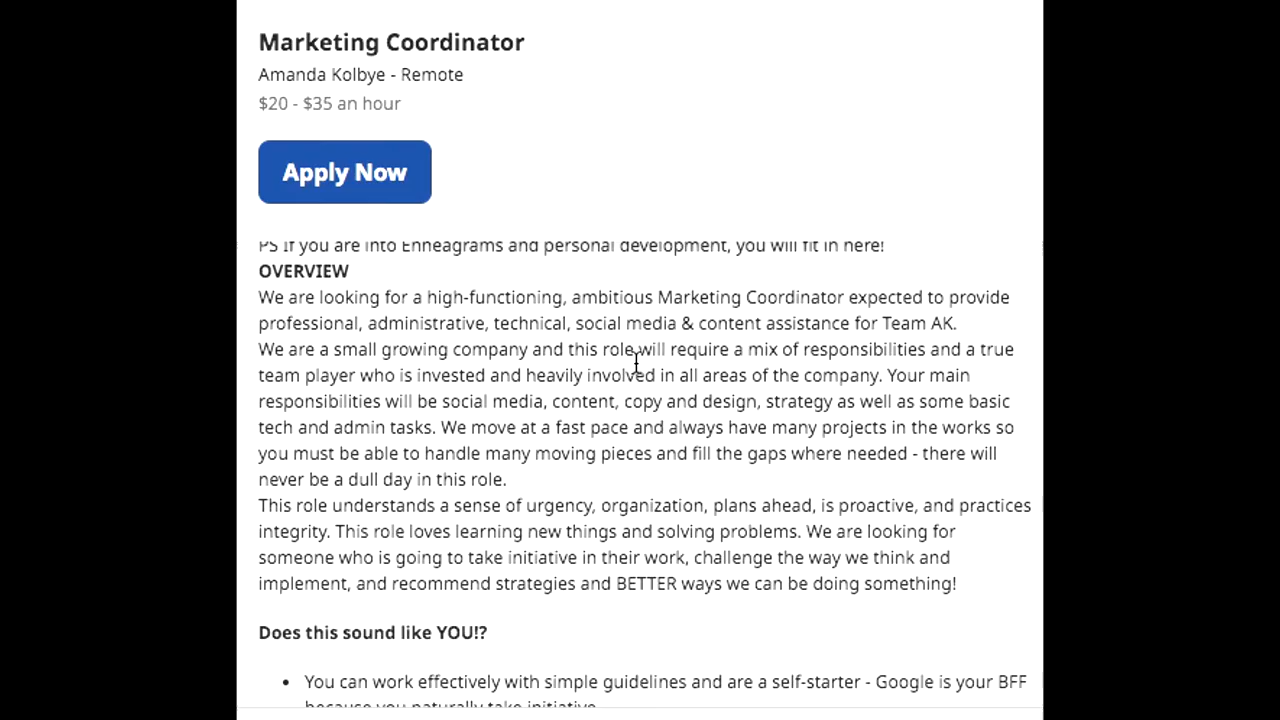 Marketing Coordinator
Amanda Kolbye - Remote
$20 - $35 an hour
Apply Now
PS If you are into Enneagrams and personal development, you will fit in here!
OVERVIEW
We are looking for a high-functioning, ambitious Marketing Coordinator expected to provide
professional, administrative, technical, social media & content assistance for Team AK.
We are a small growing company and this role will require a mix of responsibilities and a true
team player who is invested and heavily involved in all areas of the company. Your main
responsibilities will be social media, content, copy and design, strategy as well as some basic
tech and admin tasks. We move at a fast pace and always have many projects in the works so
you must be able to handle many moving pieces and fill the gaps where needed - there will
never be a dull day in this role.
This role understands a sense of urgency, organization, plans ahead, is proactive, and practices
integrity. This role loves learning new things and solving problems. We are looking for
someone who is going to take initiative in their work, challenge the way we think and
implement, and recommend strategies and BETTER ways we can be doing something!
Does this sound like YOU!?
• You can work effectively with simple guidelines and are a self-starter - Google is your BFF
because you naturally take initiative